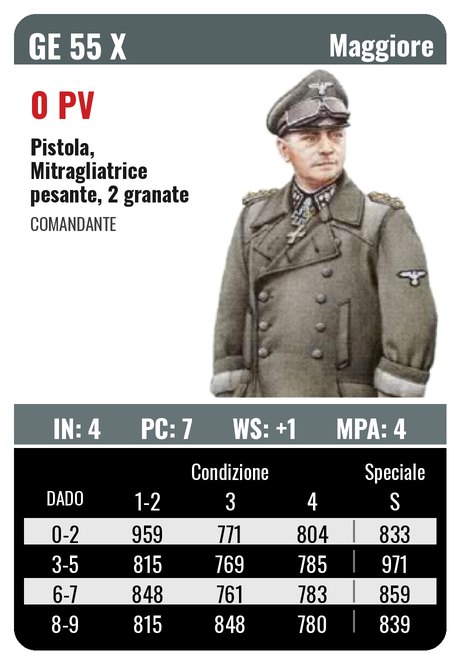 GE 55 X Maggiore
0 PV
Pistola,
Mitragliatrice
pesante, 2 granate
COMANDANTE
IN: 4 PC: 7 WS: +1 MPA: 4
Condizione Speciale
DADO 1-2 3 4 S
0-2 959 771 804 833
3-5 815 769 785 971
6-7 848 761 783 859
8-9 815 848 780 839